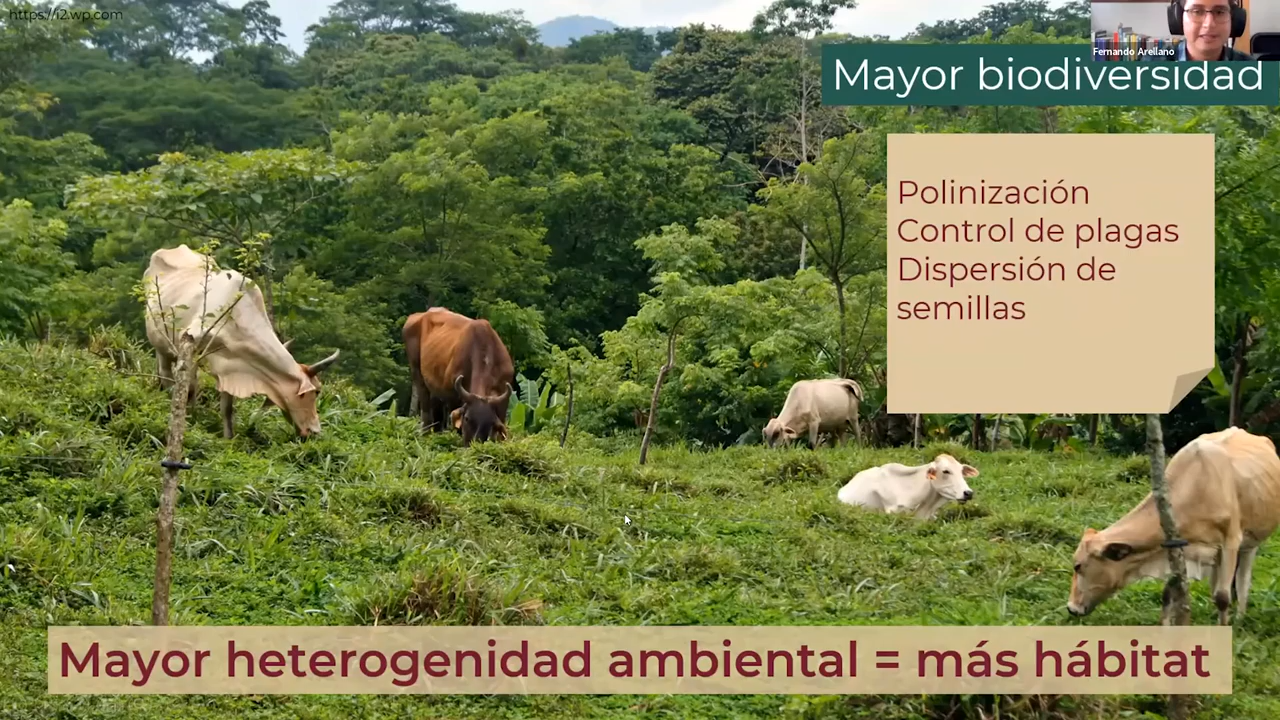 https://i2.wp.com
Fernando Arellano
Mayor biodiversidad
Polinización
Control de plagas
Dispersión de
semillas
Mayor heterogenidad ambiental = más hábitat